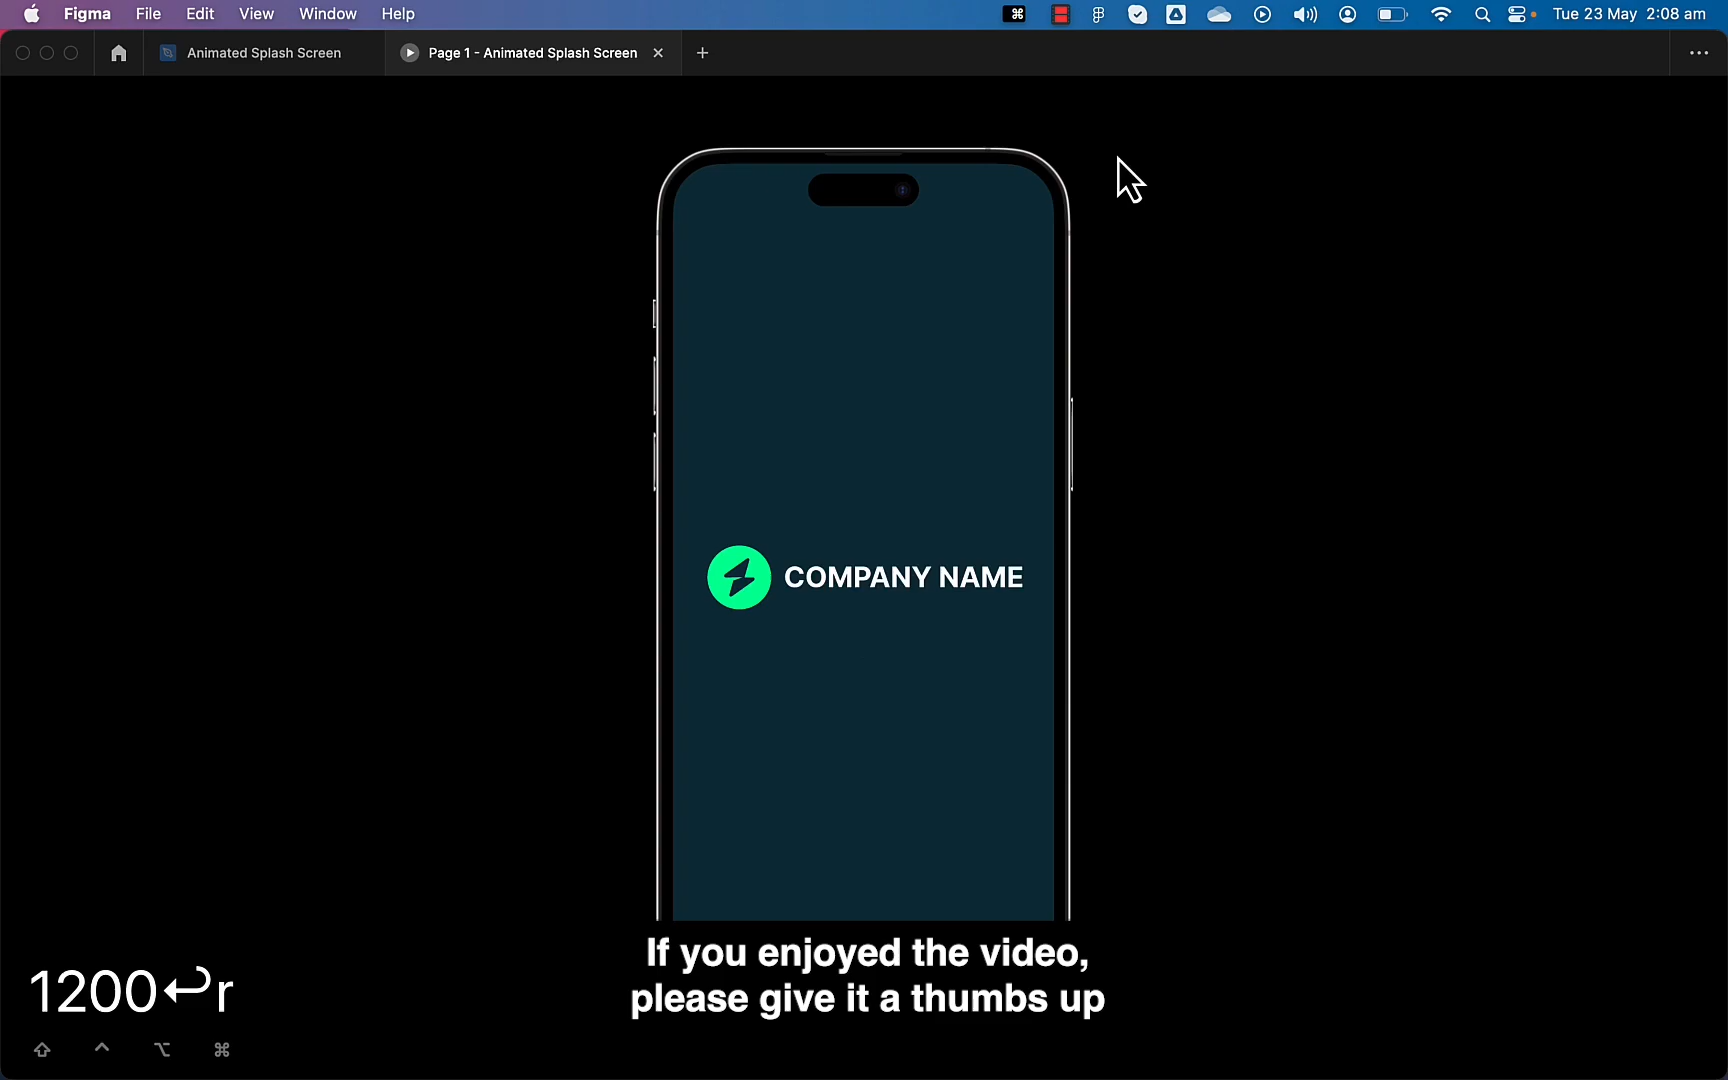 Figma File Edit View Window Help Tue 23 May 2:08 am
Animated Splash Screen Page 1 - Animated Splash Screen
COMPANY NAME
If you enjoyed the video,
please give it a thumbs up
1200↩r
⇧ ^ ⌥ ⌘